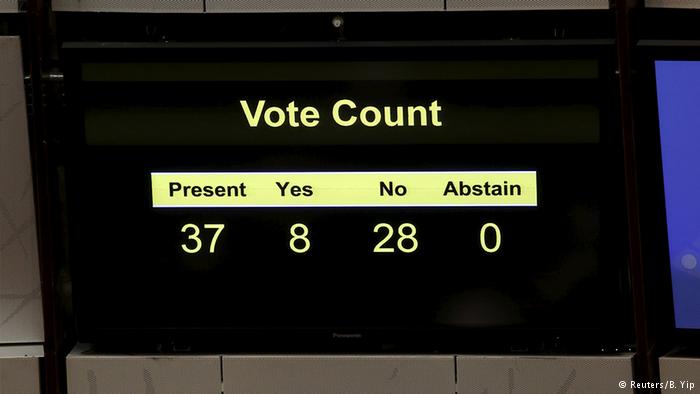 Vote Count
Present Yes No Abstain
37 8 28 0
Panasonic
© Reuters/B. Yip